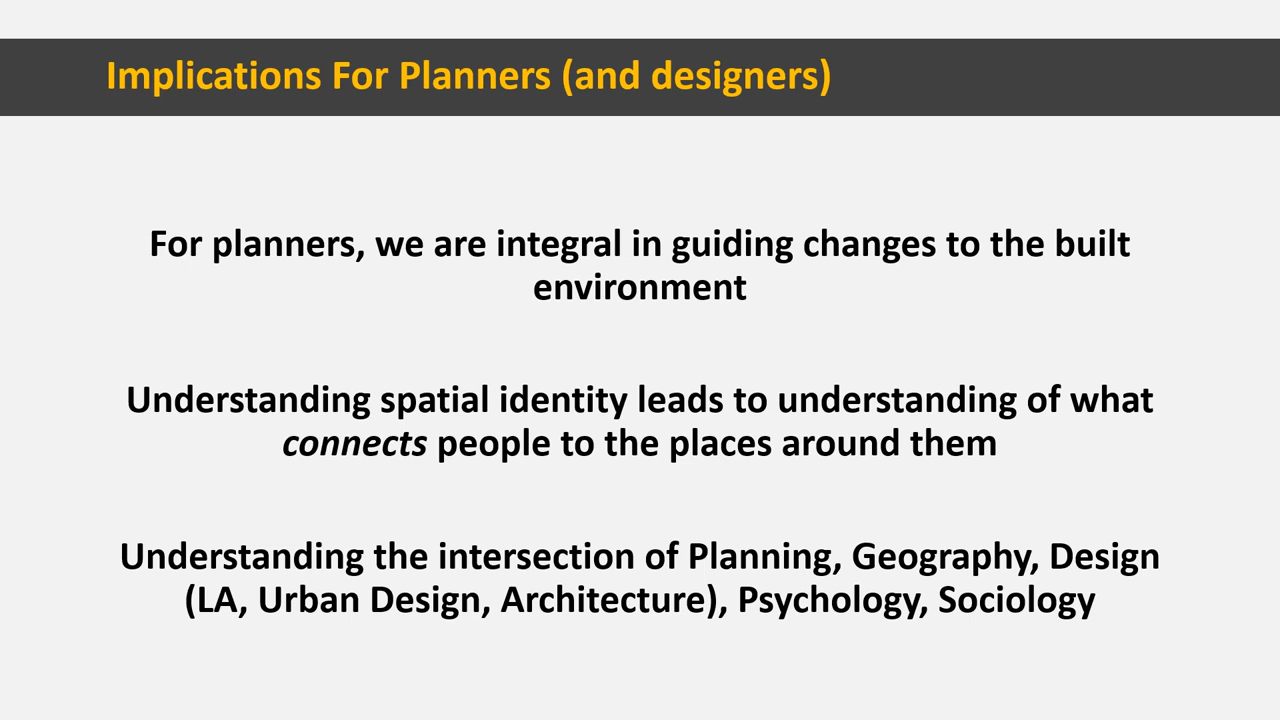 Implications For Planners (and designers)
For planners, we are integral in guiding changes to the built
environment
Understanding spatial identity leads to understanding of what
connects people to the places around them
Understanding the intersection of Planning, Geography, Design
(LA, Urban Design, Architecture), Psychology, Sociology